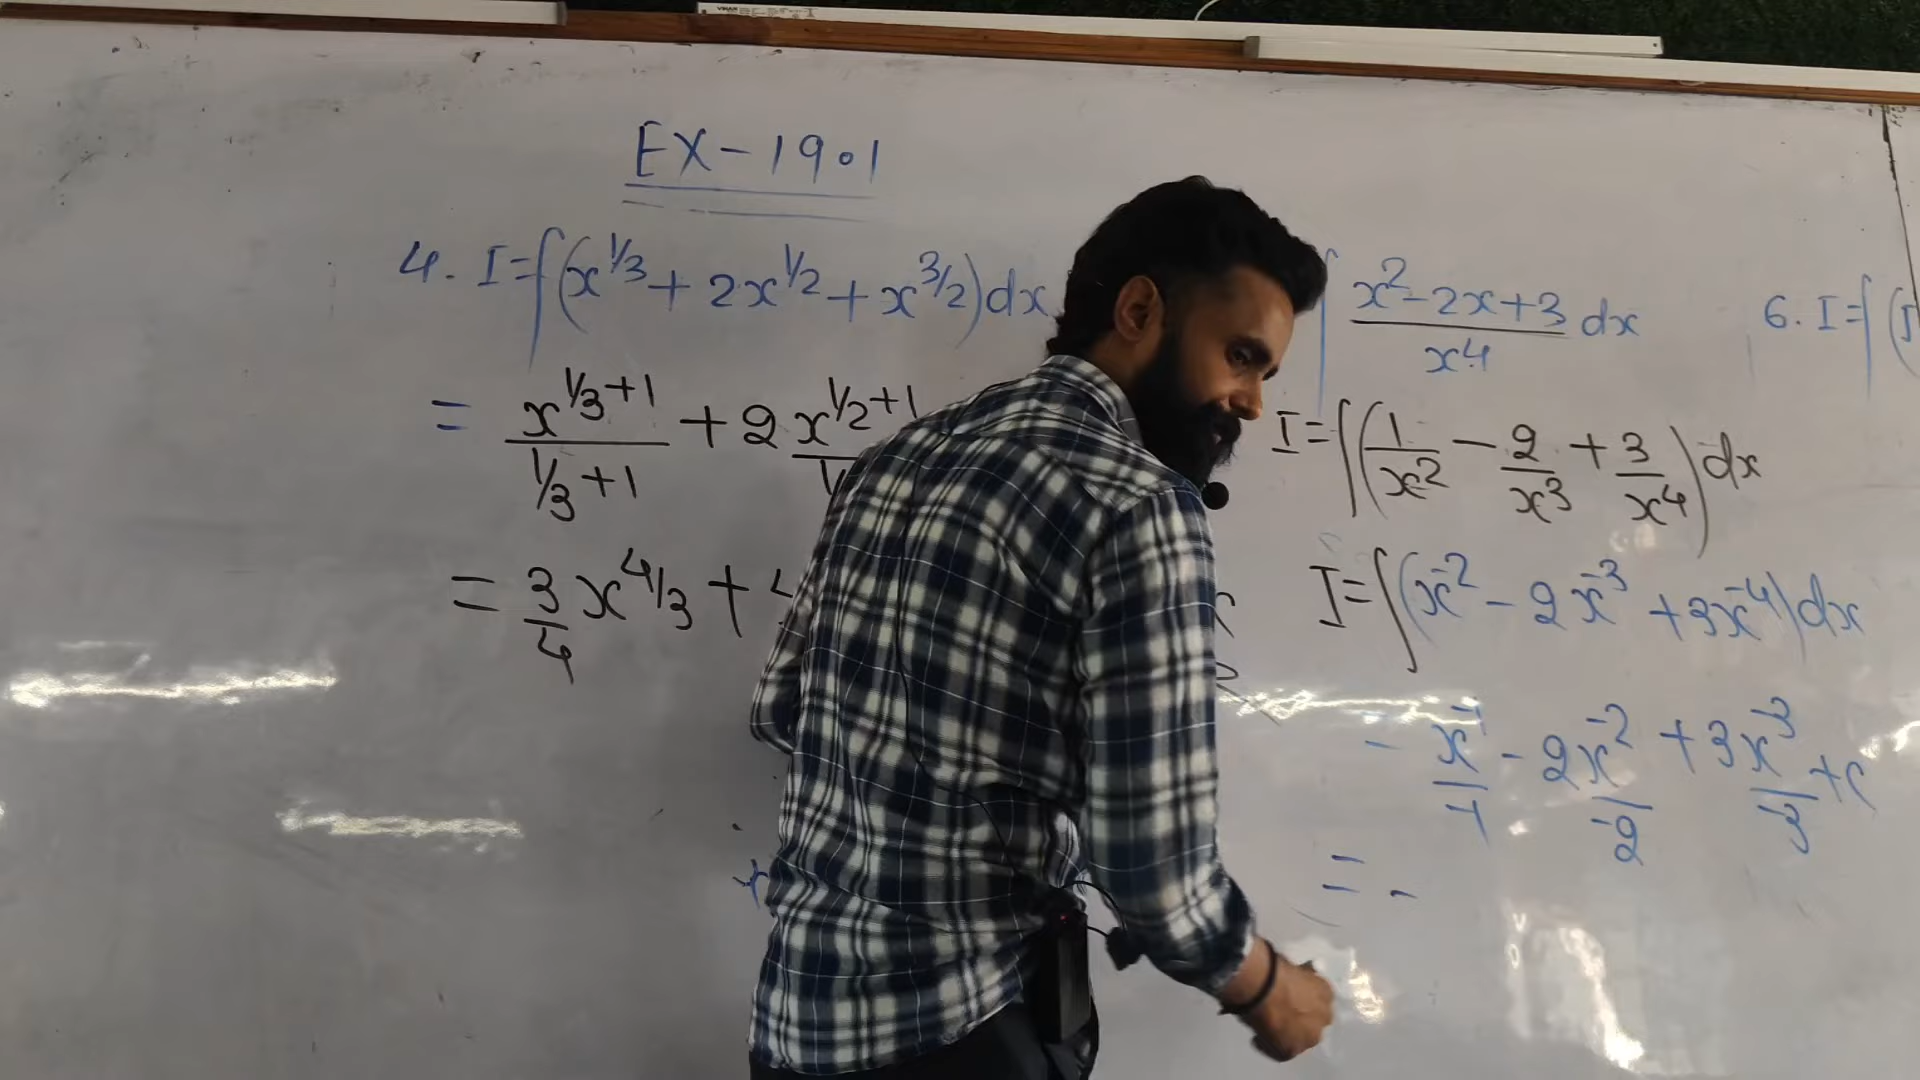 EX-19.1
4. I=∫(x^1/3 + 2x^1/2 + x^3/2)dx
= x^1/3+1 / 1/3+1 + 2 x^1/2+1
= 3/4 x^4/3 +
∫ x^2-2x+3 / x^4 dx
I=∫(1/x^2 - 2/x^3 + 3/x^4)dx
I=∫(x^-2 - 2x^-3 + 3x^-4)dx
- x^-1/-1 - 2x^-2/-2 + 3x^-3/-3 +c
= -
6. I=∫(